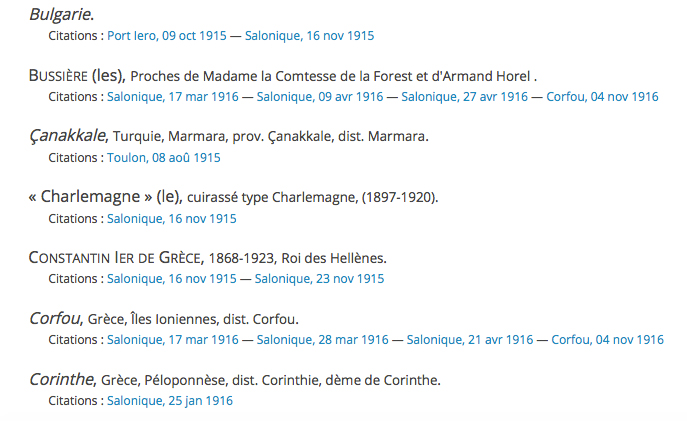 Bulgarie.
Citations : Port Iero, 09 oct 1915 — Salonique, 16 nov 1915
BUSSIÈRE (les), Proches de Madame la Comtesse de la Forest et d'Armand Horel .
Citations : Salonique, 17 mar 1916 — Salonique, 09 avr 1916 — Salonique, 27 avr 1916 — Corfou, 04 nov 1916
Çanakkale, Turquie, Marmara, prov. Çanakkale, dist. Marmara.
Citations : Toulon, 08 aoû 1915
« Charlemagne » (le), cuirassé type Charlemagne, (1897-1920).
Citations : Salonique, 16 nov 1915
CONSTANTIN IER DE GRÈCE, 1868-1923, Roi des Hellènes.
Citations : Salonique, 16 nov 1915 — Salonique, 23 nov 1915
Corfou, Grèce, Îles Ioniennes, dist. Corfou.
Citations : Salonique, 17 mar 1916 — Salonique, 28 mar 1916 — Salonique, 21 avr 1916 — Corfou, 04 nov 1916
Corinthe, Grèce, Péloponnèse, dist. Corinthie, dème de Corinthe.
Citations : Salonique, 25 jan 1916